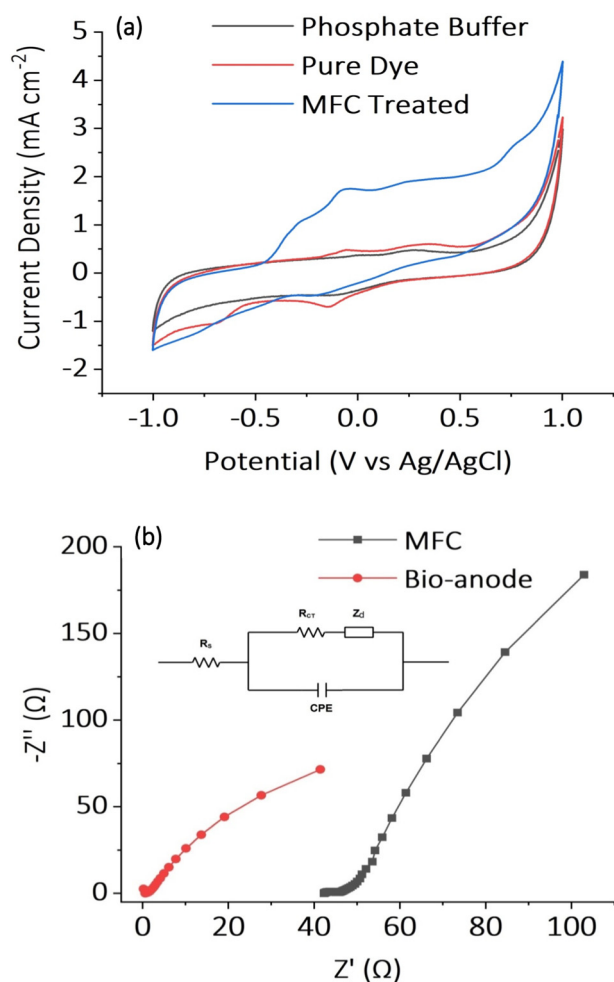 (a)
Phosphate Buffer
Pure Dye
MFC Treated
5
4
3
2
1
0
-1
-2
Current Density (mA cm⁻²)
-1.0 -0.5 0.0 0.5 1.0
Potential (V vs Ag/AgCl)
(b)
MFC
Bio-anode
200
150
100
50
0
-Z" (Ω)
Rs
RCT
Zd
CPE
0 20 40 60 80 100
Z' (Ω)